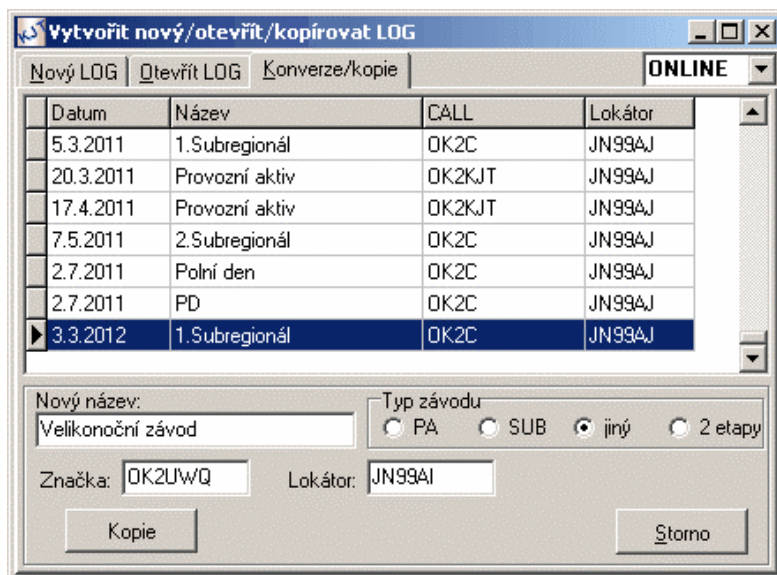 Vytvořit nový/otevřít/kopírovat LOG
Nový LOG Otevřít LOG Konverze/kopie ONLINE
Datum Název CALL Lokátor
5.3.2011 1.Subregionál OK2C JN99AJ
20.3.2011 Provozní aktiv OK2KJT JN99AJ
17.4.2011 Provozní aktiv OK2KJT JN99AJ
7.5.2011 2.Subregionál OK2C JN99AJ
2.7.2011 Polní den OK2C JN99AJ
2.7.2011 PD OK2C JN99AJ
3.3.2012 1.Subregionál OK2C JN99AJ
Nový název: Typ závodu
Velikonoční závod PA SUB jiný 2 etapy
Značka: OK2UWQ Lokátor: JN99AI
Kopie Storno